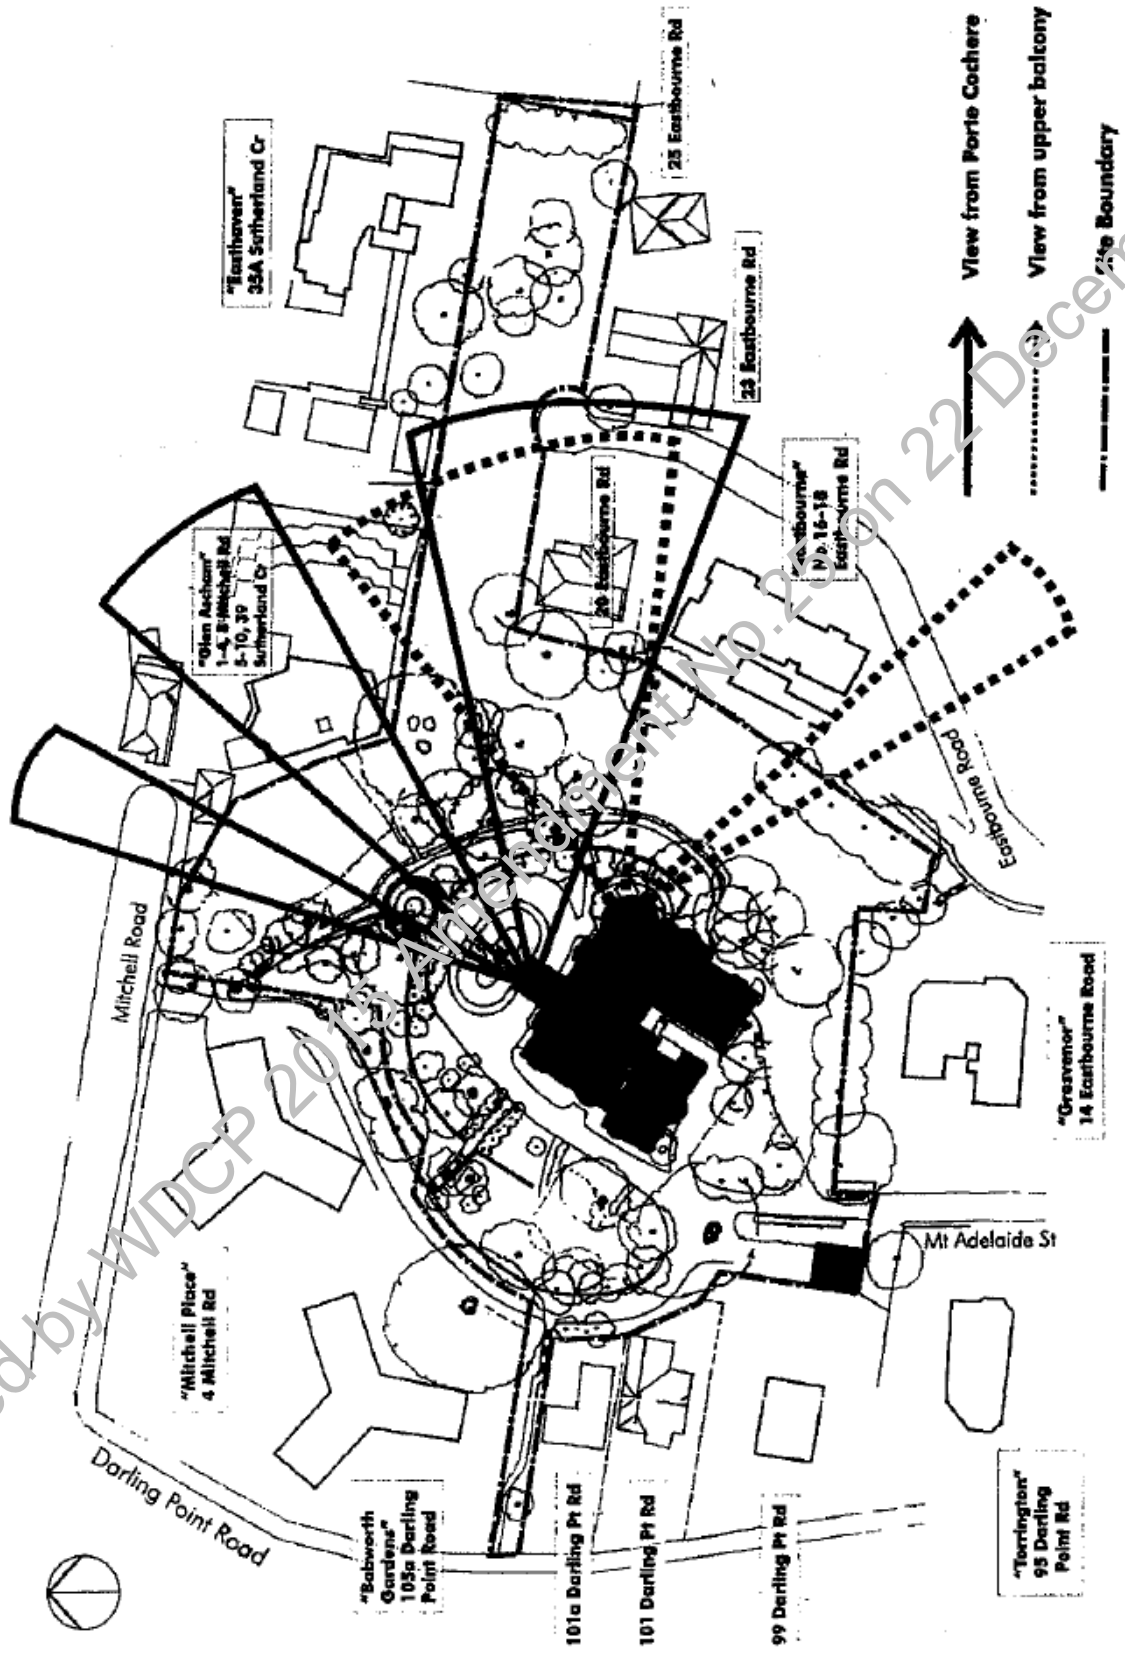 "Easthaven"
35A Sutherland Cr
25 Eastbourne Rd
23 Eastbourne Rd
"Glen Ascham"
1-4, 8 Mitchell Rd
5-10, 39
Sutherland Cr
20 Eastbourne Rd
No.16-18
Eastbourne Rd
Eastbourne Road
Mitchell Road
"Mitchell Place"
4 Mitchell Rd
Darling Point Road
"Babworth
Gardens"
105a Darling
Point Road
101a Darling Pt Rd
101 Darling Pt Rd
99 Darling Pt Rd
"Torrington"
95 Darling
Point Rd
"Grosvenor"
14 Eastbourne Road
Mt Adelaide St
View from Porte Cochere
View from upper balcony
Site Boundary
by WDCP 2015 Amendment No.25 on 22